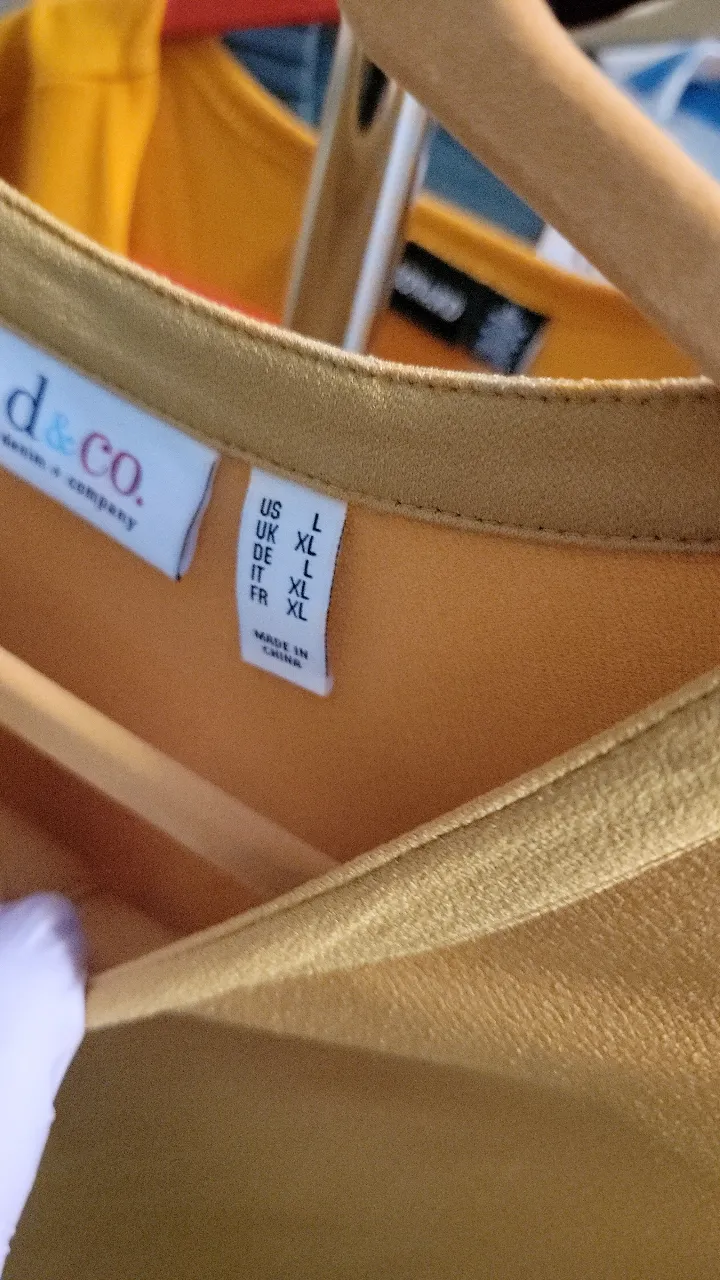 d&co.
denim + company
US L
UK XL
DE L
IT XL
FR XL
MADE IN
CHINA